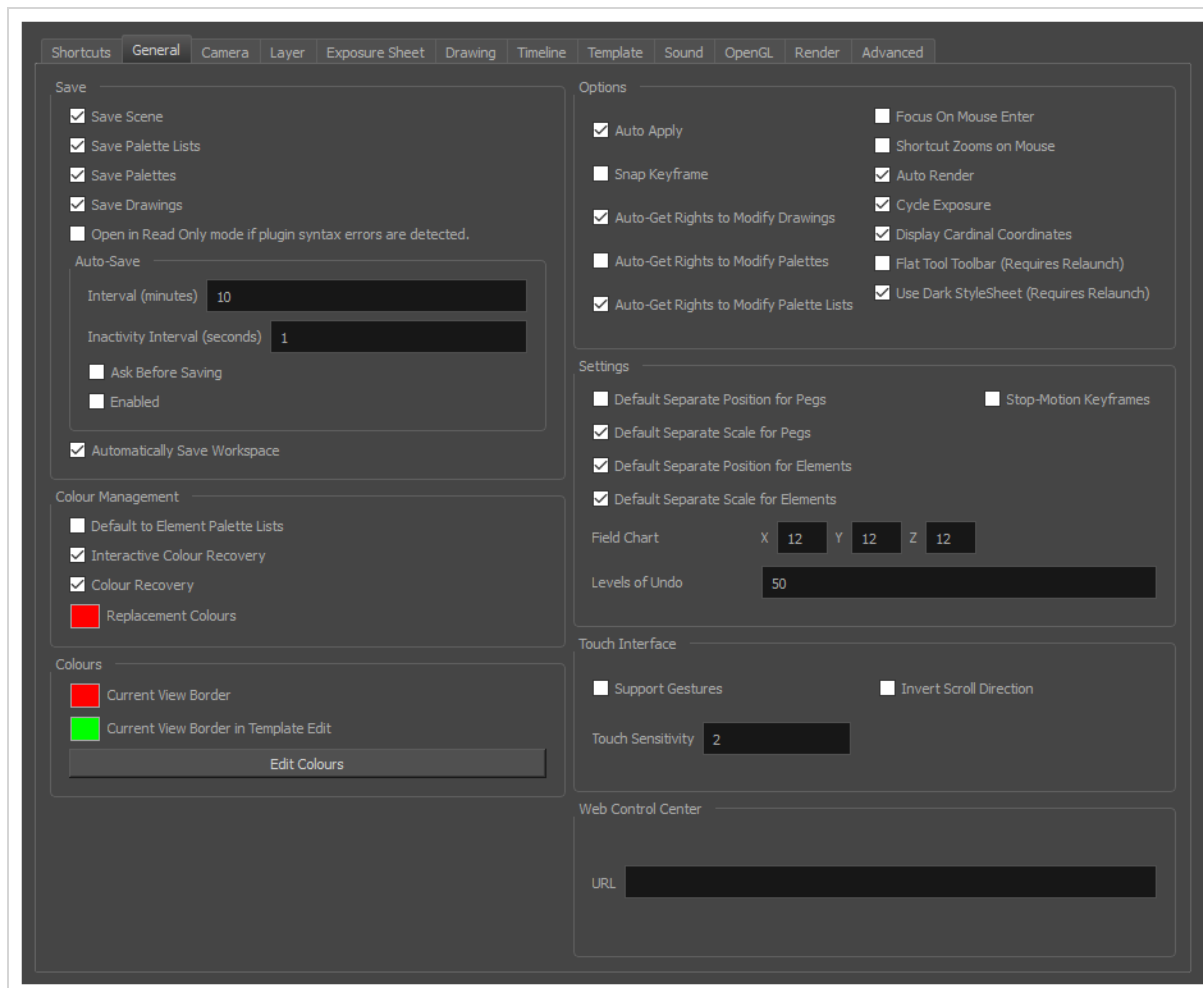 Shortcuts General Camera Layer Exposure Sheet Drawing Timeline Template Sound OpenGL Render Advanced
Save
Save Scene
Save Palette Lists
Save Palettes
Save Drawings
Open in Read Only mode if plugin syntax errors are detected.
Auto-Save
Interval (minutes) 10
Inactivity Interval (seconds) 1
Ask Before Saving
Enabled
Automatically Save Workspace
Colour Management
Default to Element Palette Lists
Interactive Colour Recovery
Colour Recovery
Replacement Colours
Colours
Current View Border
Current View Border in Template Edit
Edit Colours
Options
Auto Apply
Snap Keyframe
Auto-Get Rights to Modify Drawings
Auto-Get Rights to Modify Palettes
Auto-Get Rights to Modify Palette Lists
Focus On Mouse Enter
Shortcut Zooms on Mouse
Auto Render
Cycle Exposure
Display Cardinal Coordinates
Flat Tool Toolbar (Requires Relaunch)
Use Dark StyleSheet (Requires Relaunch)
Settings
Default Separate Position for Pegs Stop-Motion Keyframes
Default Separate Scale for Pegs
Default Separate Position for Elements
Default Separate Scale for Elements
Field Chart X 12 Y 12 Z 12
Levels of Undo 50
Touch Interface
Support Gestures Invert Scroll Direction
Touch Sensitivity 2
Web Control Center
URL